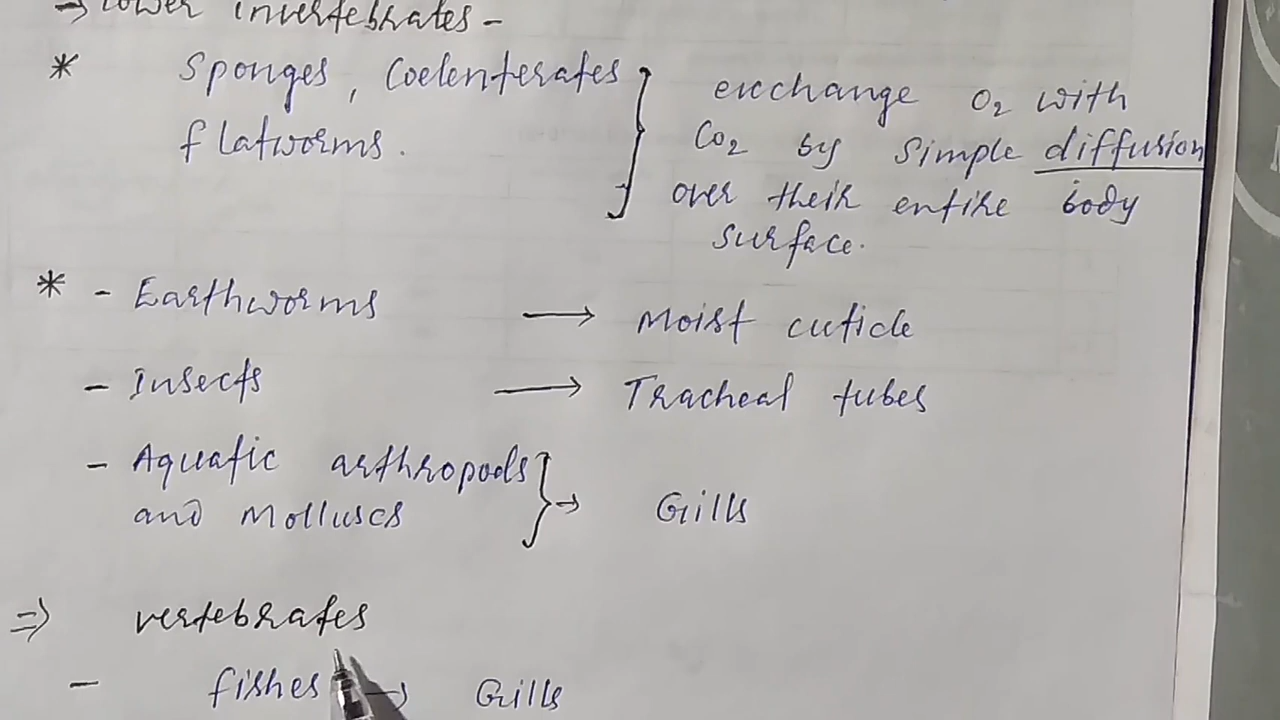 → Lower invertebrates -
* Sponges, Coelenterates flatworms.
exchange O₂ with
CO₂ by simple diffusion
over their entire body
surface.
* - Earthworms → Moist cuticle
- Insects → Tracheal tubes
- Aquatic arthropods
and Molluscs → Gills
⇒ vertebrates
- fishes → Gills